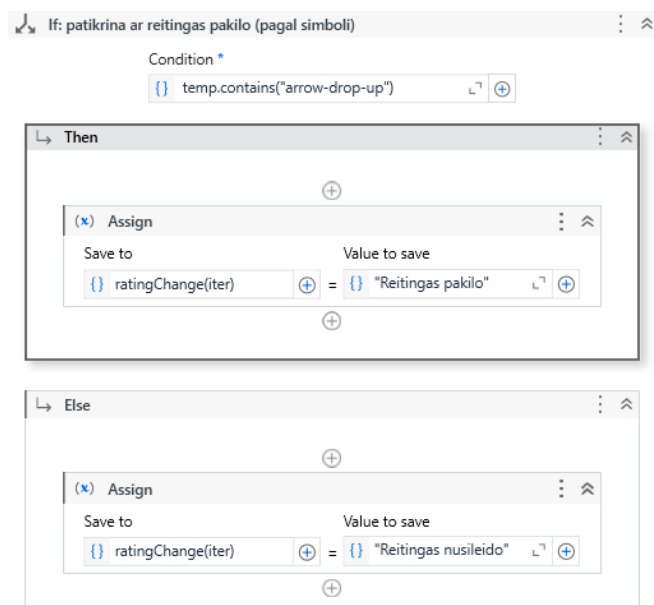 If: patikrina ar reitingas pakilo (pagal simboli)
Condition *
{} temp.contains("arrow-drop-up")
Then
(x) Assign
Save to Value to save
{} ratingChange(iter) = {} "Reitingas pakilo"
Else
(x) Assign
Save to Value to save
{} ratingChange(iter) = {} "Reitingas nusileido"